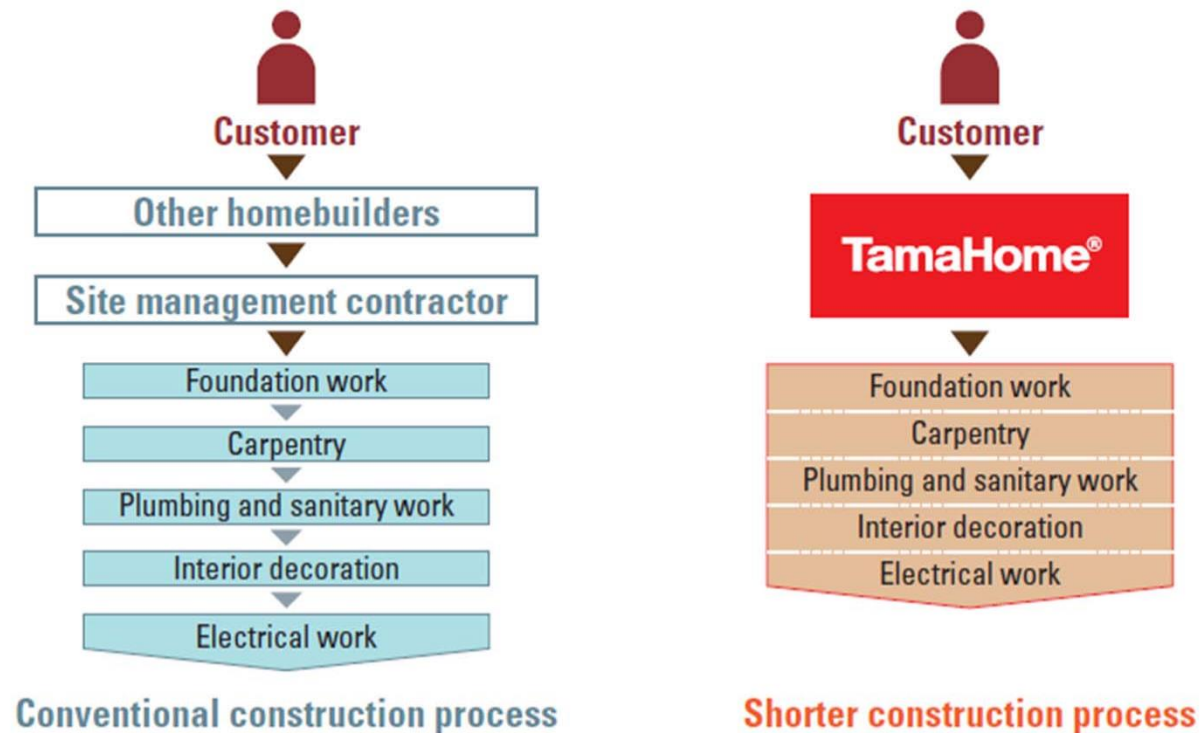 Customer
Other homebuilders
Site management contractor
Foundation work
Carpentry
Plumbing and sanitary work
Interior decoration
Electrical work
Conventional construction process
Customer
TamaHome®
Foundation work
Carpentry
Plumbing and sanitary work
Interior decoration
Electrical work
Shorter construction process